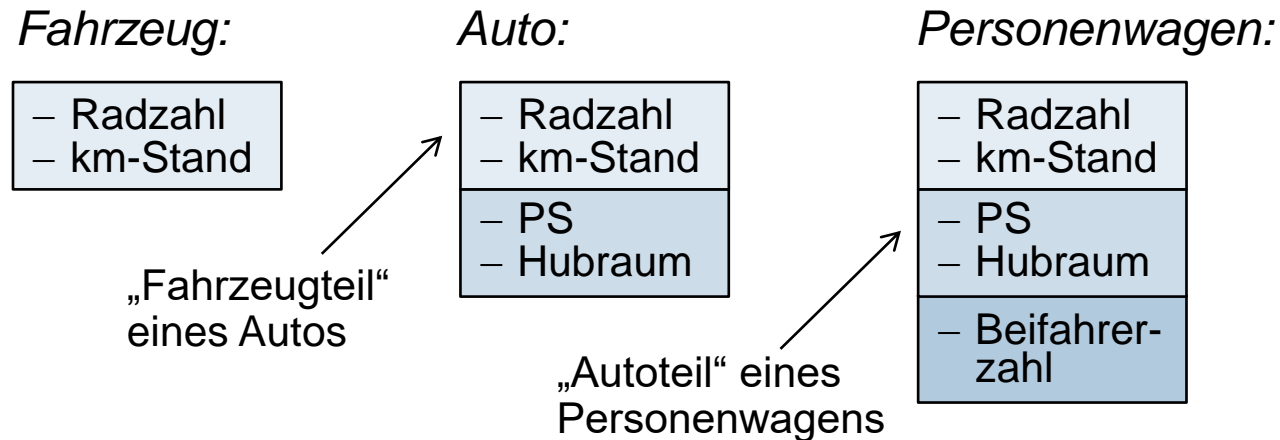 Fahrzeug:
– Radzahl
– km-Stand
„Fahrzeugteil“
eines Autos
Auto:
– Radzahl
– km-Stand
– PS
– Hubraum
„Autoteil“ eines
Personenwagens
Personenwagen:
– Radzahl
– km-Stand
– PS
– Hubraum
– Beifahrer-
zahl